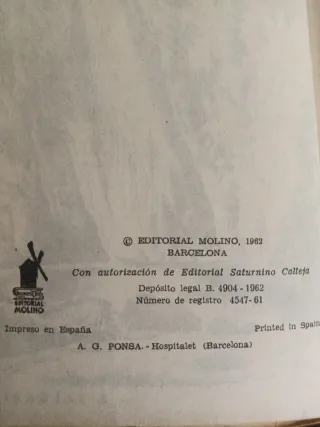 © EDITORIAL MOLINO, 1962
BARCELONA
Con autorización de Editorial Saturnino Calleja
Depósito legal B. 4904 - 1962
Número de registro 4547-61
EDITORIAL
MOLINO
Impreso en España
Printed in Spain
A. G. PONSA. - Hospitalet (Barcelona)